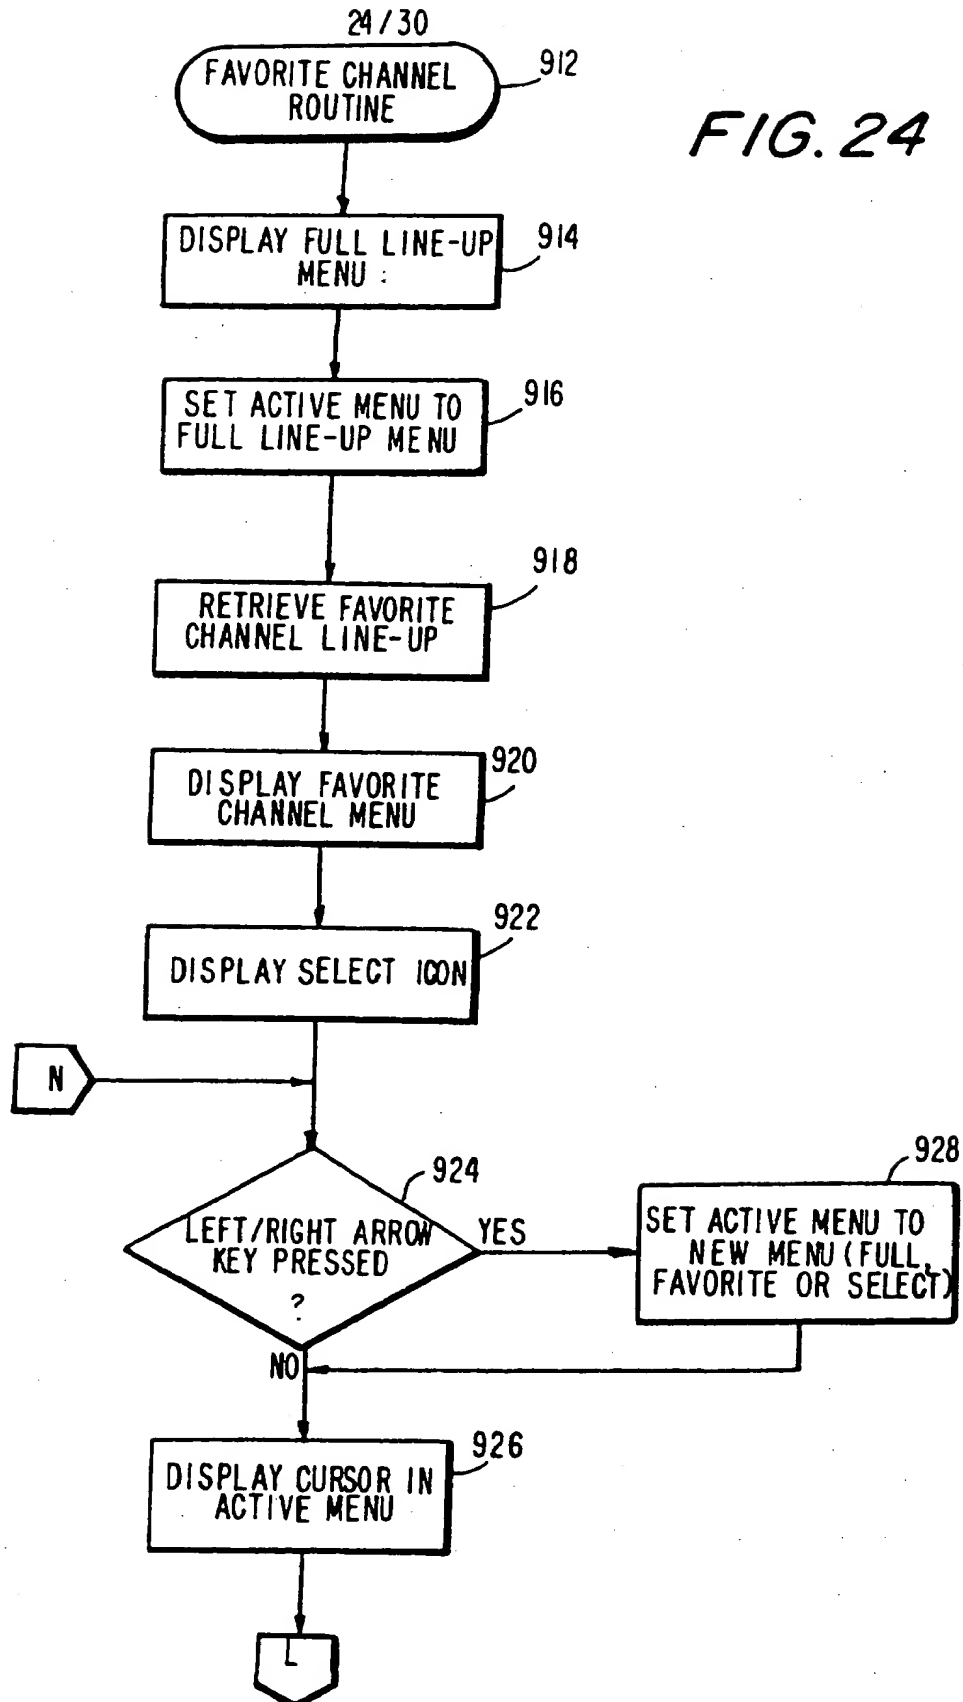 24/30
FAVORITE CHANNEL
ROUTINE
912
FIG. 24
DISPLAY FULL LINE-UP
MENU :
914
SET ACTIVE MENU TO
FULL LINE-UP MENU
916
RETRIEVE FAVORITE
CHANNEL LINE-UP
918
DISPLAY FAVORITE
CHANNEL MENU
920
DISPLAY SELECT ICON
922
N
LEFT/RIGHT ARROW
KEY PRESSED
?
924
YES
SET ACTIVE MENU TO
NEW MENU (FULL,
FAVORITE OR SELECT)
928
NO
DISPLAY CURSOR IN
ACTIVE MENU
926
L